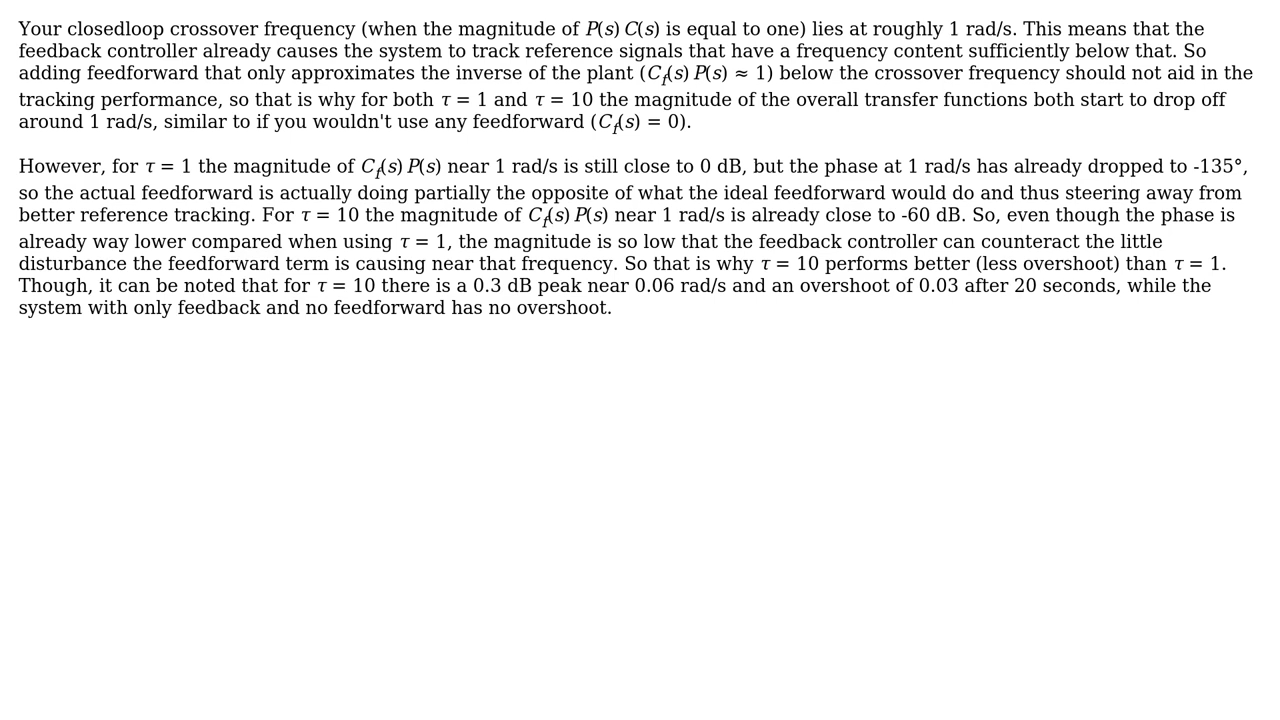 Your closedloop crossover frequency (when the magnitude of P(s) C(s) is equal to one) lies at roughly 1 rad/s. This means that the
feedback controller already causes the system to track reference signals that have a frequency content sufficiently below that. So
adding feedforward that only approximates the inverse of the plant (C_f(s) P(s) ≈ 1) below the crossover frequency should not aid in the
tracking performance, so that is why for both τ = 1 and τ = 10 the magnitude of the overall transfer functions both start to drop off
around 1 rad/s, similar to if you wouldn't use any feedforward (C_f(s) = 0).
However, for τ = 1 the magnitude of C_f(s) P(s) near 1 rad/s is still close to 0 dB, but the phase at 1 rad/s has already dropped to -135°,
so the actual feedforward is actually doing partially the opposite of what the ideal feedforward would do and thus steering away from
better reference tracking. For τ = 10 the magnitude of C_f(s) P(s) near 1 rad/s is already close to -60 dB. So, even though the phase is
already way lower compared when using τ = 1, the magnitude is so low that the feedback controller can counteract the little
disturbance the feedforward term is causing near that frequency. So that is why τ = 10 performs better (less overshoot) than τ = 1.
Though, it can be noted that for τ = 10 there is a 0.3 dB peak near 0.06 rad/s and an overshoot of 0.03 after 20 seconds, while the
system with only feedback and no feedforward has no overshoot.